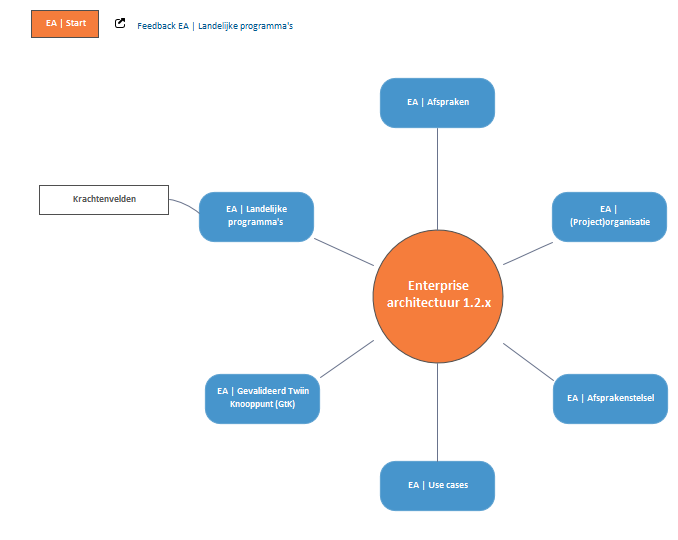 EA | Start
Feedback EA | Landelijke programma's
EA | Afspraken
Krachtenvelden
EA | Landelijke
programma's
EA |
(Project)organisatie
Enterprise
architectuur 1.2.x
EA | Gevalideerd Twiin
Knooppunt (GtK)
EA | Afsprakenstelsel
EA | Use cases